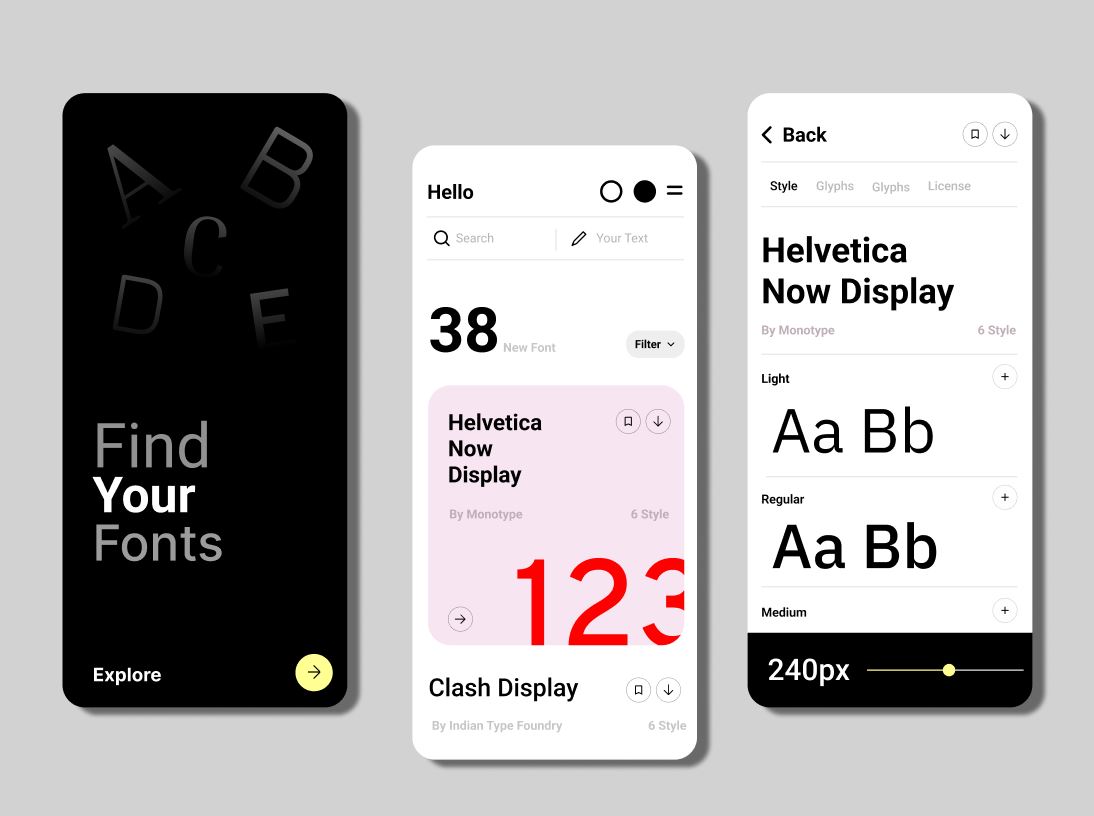 A B
C
D E
Find
Your
Fonts
Explore
Hello
Search Your Text
38 New Font Filter
Helvetica
Now
Display
By Monotype 6 Style
123
Clash Display
By Indian Type Foundry 6 Style
Back
Style Glyphs Glyphs License
Helvetica
Now Display
By Monotype 6 Style
Light
Aa Bb
Regular
Aa Bb
Medium
240px